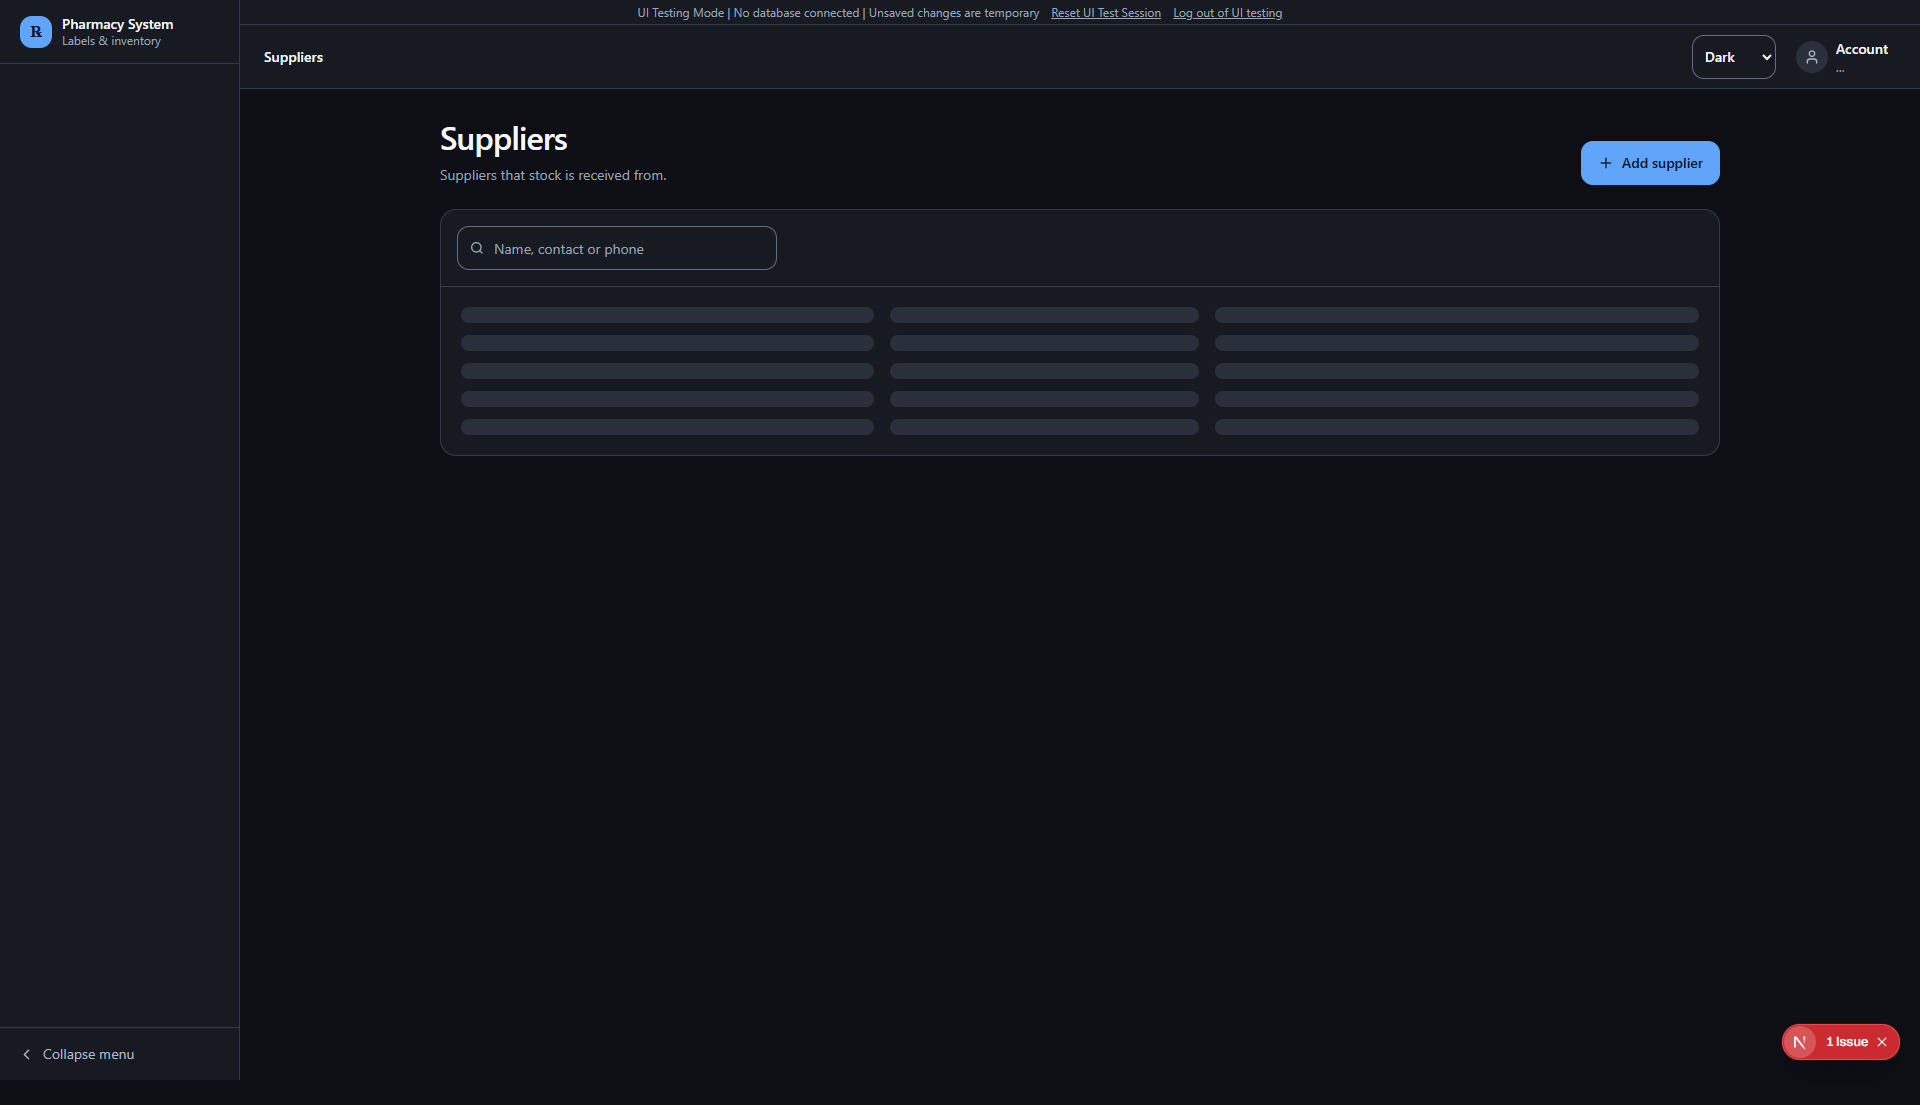 ℞
Pharmacy System
Labels & inventory
UI Testing Mode | No database connected | Unsaved changes are temporary Reset UI Test Session Log out of UI testing
Suppliers
Dark
Account
...
Suppliers
Suppliers that stock is received from.
+ Add supplier
Name, contact or phone
Collapse menu
N 1 Issue